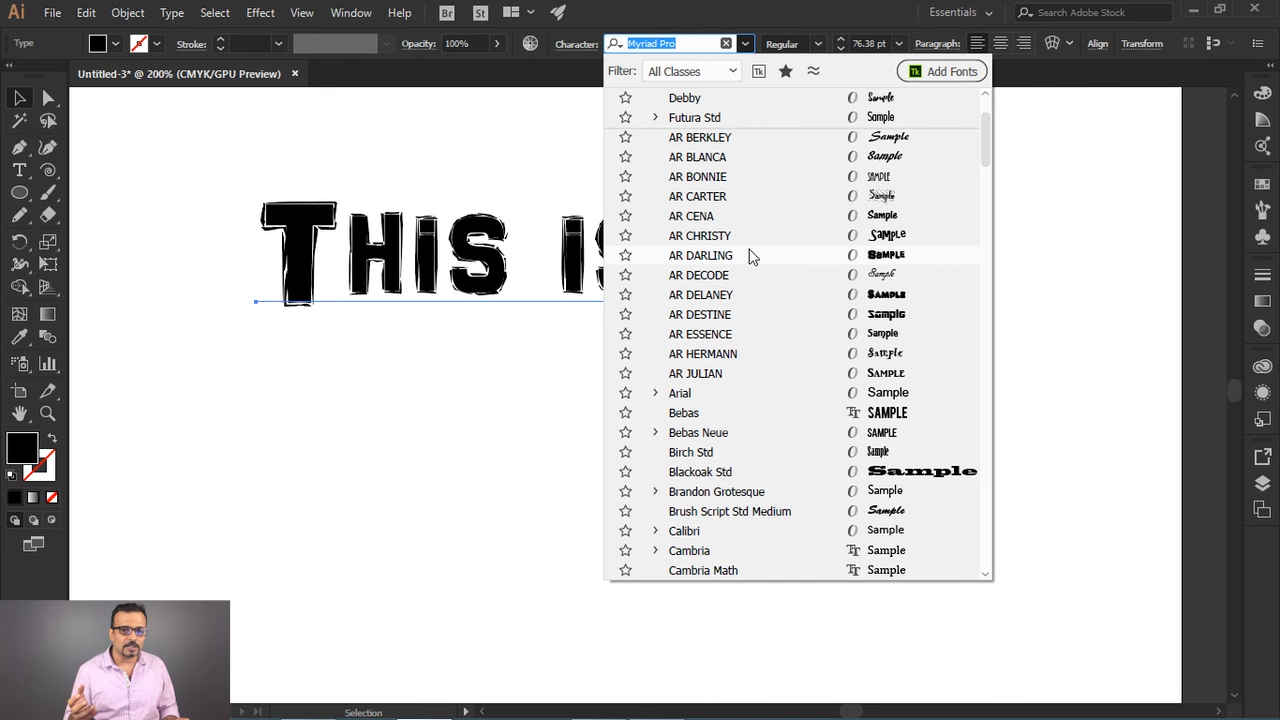 Ai File Edit Object Type Select Effect View Window Help Br St Essentials Search Adobe Stock
Type Stroke: Opacity: 100% Character: Myriad Pro Regular 76.38 pt Paragraph: Align Transform
Untitled-3* @ 200% (CMYK/GPU Preview) ×
Filter: All Classes Tk Tk Add Fonts
Debby Sample
Futura Std Sample
AR BERKLEY Sample
AR BLANCA Sample
AR BONNIE SAMPLE
AR CARTER Sample
AR CENA Sample
AR CHRISTY SAMPLE
AR DARLING SAMPLE
AR DECODE Sample
AR DELANEY SAMPLE
AR DESTINE Sample
AR ESSENCE Sample
AR HERMANN Sample
AR JULIAN SAMPLE
Arial Sample
Bebas SAMPLE
Bebas Neue SAMPLE
Birch Std Sample
Blackoak Std Sample
Brandon Grotesque Sample
Brush Script Std Medium Sample
Calibri Sample
Cambria Sample
Cambria Math Sample
This is
Selection